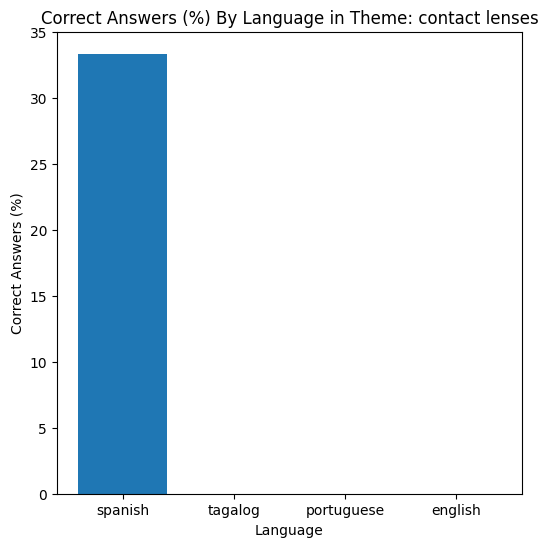 Correct Answers (%) By Language in Theme: contact lenses
35
30
25
20
15
10
5
0
Correct Answers (%)
spanish tagalog portuguese english
Language